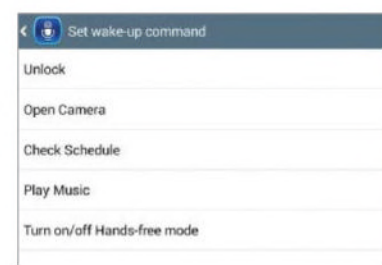 Set wake-up command
Unlock
Open Camera
Check Schedule
Play Music
Turn on/off Hands-free mode